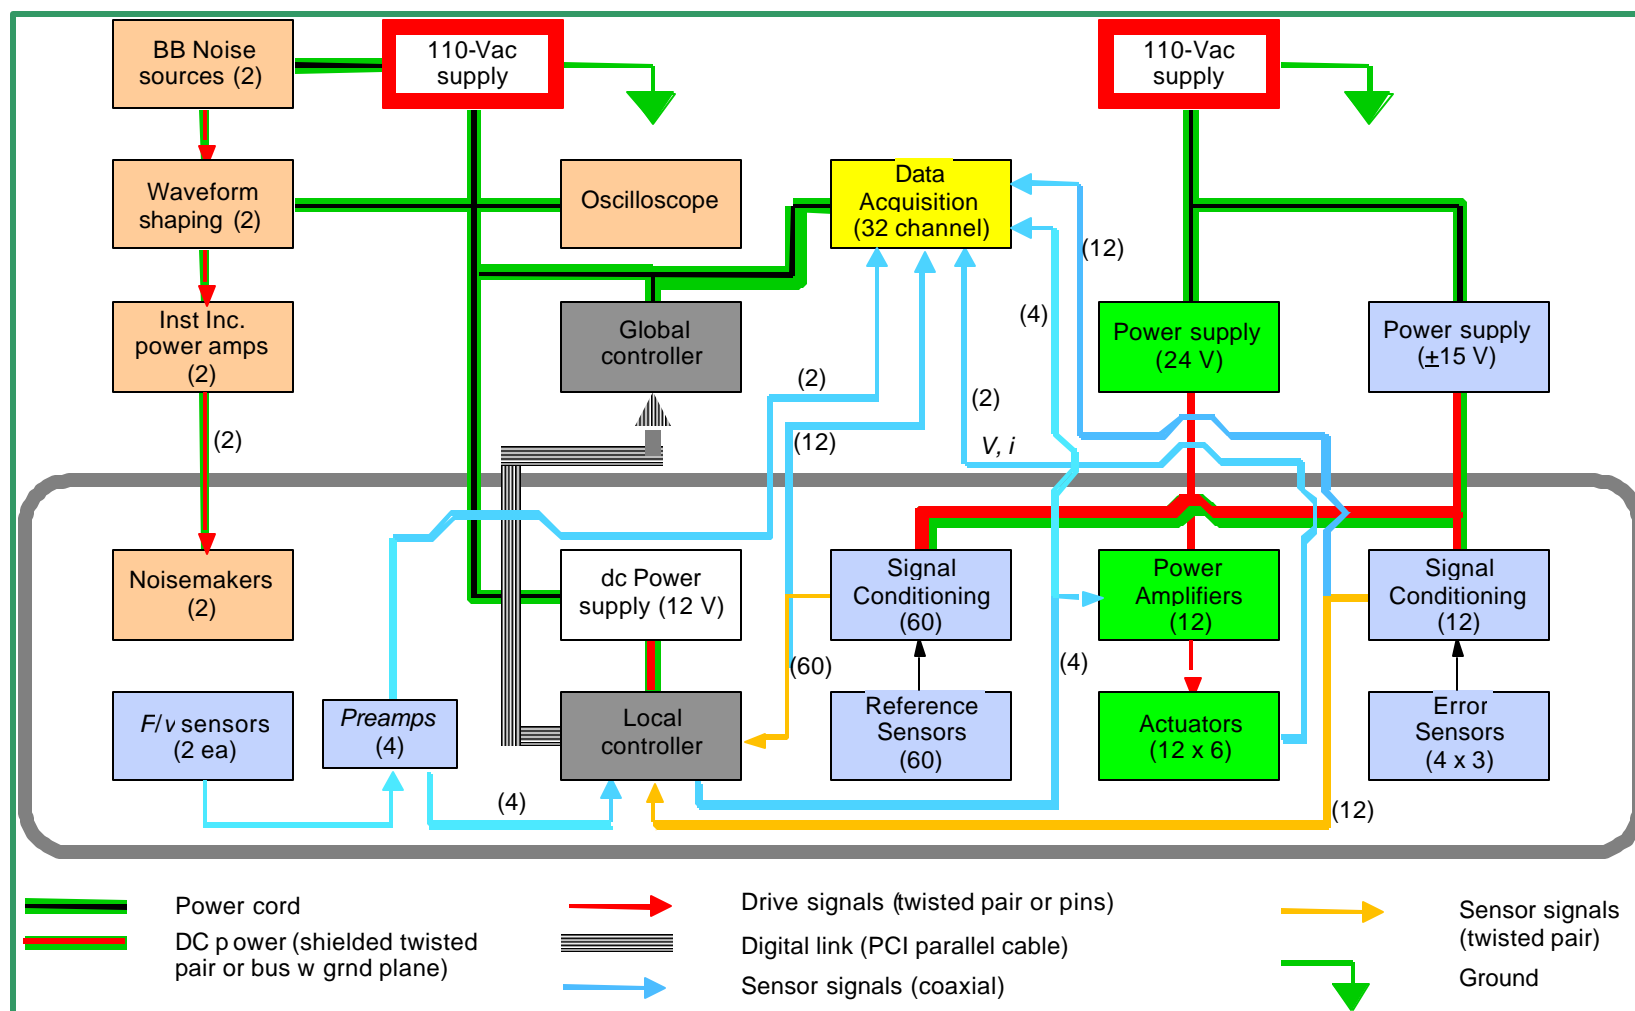 BB Noise
sources (2)
110-Vac
supply
110-Vac
supply
Waveform
shaping (2)
Oscilloscope
Data
Acquisition
(32 channel)
(12)
Inst Inc.
power amps
(2)
Global
controller
(4)
Power supply
(24 V)
Power supply
(±15 V)
(2)
(2)
(2)
(12)
V, i
Noisemakers
(2)
dc Power
supply (12 V)
Signal
Conditioning
(60)
Power
Amplifiers
(12)
Signal
Conditioning
(12)
(60)
(4)
F/v sensors
(2 ea)
Preamps
(4)
Local
controller
Reference
Sensors
(60)
Actuators
(12 x 6)
Error
Sensors
(4 x 3)
(4)
(12)
Power cord
DC power (shielded twisted
pair or bus w grnd plane)
Drive signals (twisted pair or pins)
Digital link (PCI parallel cable)
Sensor signals (coaxial)
Sensor signals
(twisted pair)
Ground